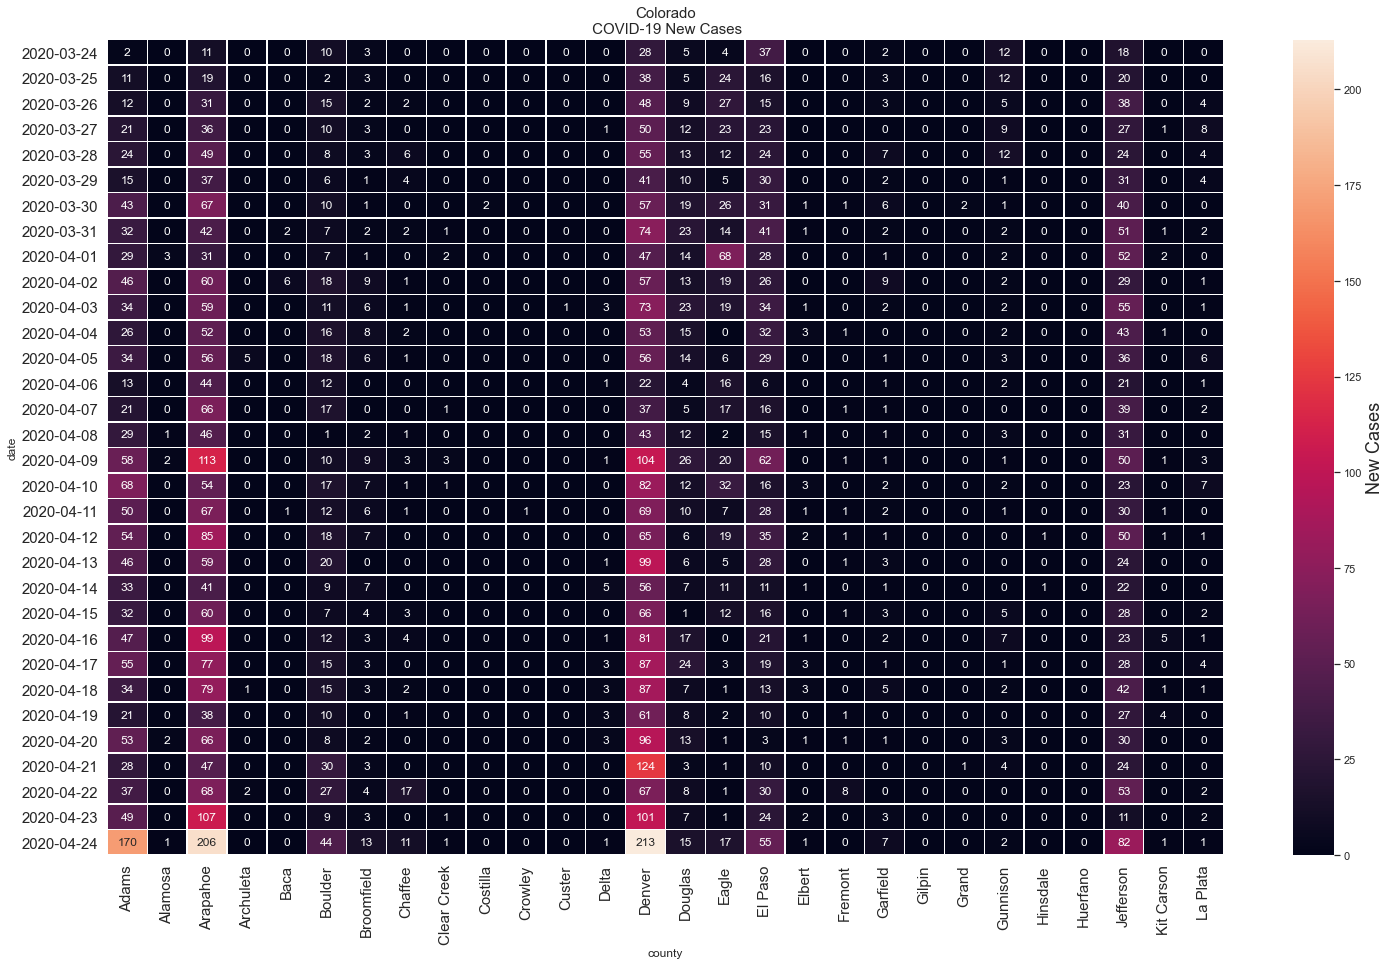 Colorado
COVID-19 New Cases
2020-03-24 2 0 11 0 0 10 3 0 0 0 0 0 0 28 5 4 37 0 0 2 0 0 12 0 0 18 0 0
2020-03-25 11 0 19 0 0 2 3 0 0 0 0 0 0 38 5 24 16 0 0 3 0 0 12 0 0 20 0 0
2020-03-26 12 0 31 0 0 15 2 2 0 0 0 0 0 48 9 27 15 0 0 3 0 0 5 0 0 38 0 4
2020-03-27 21 0 36 0 0 10 3 0 0 0 0 0 1 50 12 23 23 0 0 0 0 0 9 0 0 27 1 8
2020-03-28 24 0 49 0 0 8 3 6 0 0 0 0 0 55 13 12 24 0 0 7 0 0 12 0 0 24 0 4
2020-03-29 15 0 37 0 0 6 1 4 0 0 0 0 0 41 10 5 30 0 0 2 0 0 1 0 0 31 0 4
2020-03-30 43 0 67 0 0 10 1 0 0 2 0 0 0 57 19 26 31 1 1 6 0 2 1 0 0 40 0 0
2020-03-31 32 0 42 0 2 7 2 2 1 0 0 0 0 74 23 14 41 1 0 2 0 0 2 0 0 51 1 2
2020-04-01 29 3 31 0 0 7 1 0 2 0 0 0 0 47 14 68 28 0 0 1 0 0 2 0 0 52 2 0
2020-04-02 46 0 60 0 6 18 9 1 0 0 0 0 0 57 13 19 26 0 0 9 0 0 2 0 0 29 0 1
2020-04-03 34 0 59 0 0 11 6 1 0 0 0 1 3 73 23 19 34 1 0 2 0 0 2 0 0 55 0 1
2020-04-04 26 0 52 0 0 16 8 2 0 0 0 0 0 53 15 0 32 3 1 0 0 0 2 0 0 43 1 0
2020-04-05 34 0 56 5 0 18 6 1 0 0 0 0 0 56 14 6 29 0 0 1 0 0 3 0 0 36 0 6
2020-04-06 13 0 44 0 0 12 0 0 0 0 0 0 1 22 4 16 6 0 0 1 0 0 2 0 0 21 0 1
2020-04-07 21 0 66 0 0 17 0 0 1 0 0 0 0 37 5 17 16 0 1 1 0 0 0 0 0 39 0 2
2020-04-08 29 1 46 0 0 1 2 1 0 0 0 0 0 43 12 2 15 1 0 1 0 0 3 0 0 31 0 0
2020-04-09 58 2 113 0 0 10 9 3 3 0 0 0 1 104 26 20 62 0 1 1 0 1 1 0 0 50 1 3
2020-04-10 68 0 54 0 0 17 7 1 1 0 0 0 0 82 12 32 16 3 0 2 0 0 2 0 0 23 0 7
2020-04-11 50 0 67 0 1 12 6 1 0 0 1 0 0 69 10 7 28 1 1 2 0 0 1 0 0 30 1 0
2020-04-12 54 0 85 0 0 18 7 0 0 0 0 0 0 65 6 19 35 2 1 1 0 0 0 1 0 50 1 1
2020-04-13 46 0 59 0 0 20 0 0 0 0 0 0 1 99 6 5 28 0 1 3 0 0 0 0 0 24 0 0
2020-04-14 33 0 41 0 0 9 7 0 0 0 0 0 5 56 7 11 11 1 0 1 0 0 0 1 0 22 0 0
2020-04-15 32 0 60 0 0 7 4 3 0 0 0 0 0 66 1 12 16 0 1 3 0 0 5 0 0 28 0 2
2020-04-16 47 0 99 0 0 12 3 4 0 0 0 0 1 81 17 0 21 1 0 2 0 0 7 0 0 23 5 1
2020-04-17 55 0 77 0 0 15 3 0 0 0 0 0 3 87 24 3 19 3 0 1 0 0 1 0 0 28 0 4
2020-04-18 34 0 79 1 0 15 3 2 0 0 0 0 3 87 7 1 13 3 0 5 0 0 2 0 0 42 1 1
2020-04-19 21 0 38 0 0 10 0 1 0 0 0 0 3 61 8 2 10 0 1 0 0 0 0 0 0 27 4 0
2020-04-20 53 2 66 0 0 8 2 0 0 0 0 0 3 96 13 1 3 1 1 1 0 0 3 0 0 30 0 0
2020-04-21 28 0 47 0 0 30 3 0 0 0 0 0 0 124 3 1 10 0 0 0 0 1 4 0 0 24 0 0
2020-04-22 37 0 68 2 0 27 4 17 0 0 0 0 0 67 8 1 30 0 8 0 0 0 0 0 0 53 0 2
2020-04-23 49 0 107 0 0 9 3 0 1 0 0 0 0 101 7 1 24 2 0 3 0 0 0 0 0 11 0 2
2020-04-24 170 1 206 0 0 44 13 11 1 0 0 0 1 213 15 17 55 1 0 7 0 0 2 0 0 82 1 1
Adams Alamosa Arapahoe Archuleta Baca Boulder Broomfield Chaffee Clear Creek Costilla Crowley Custer Delta Denver Douglas Eagle El Paso Elbert Fremont Garfield Gilpin Grand Gunnison Hinsdale Huerfano Jefferson Kit Carson La Plata
county
date
200
175
150
125
100
75
50
25
0
New Cases